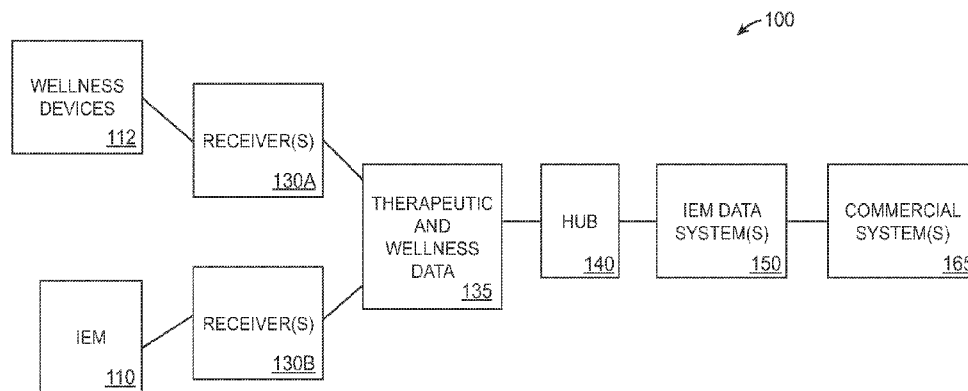 100
WELLNESS
DEVICES
112
RECEIVER(S)
130A
THERAPEUTIC
AND
WELLNESS
DATA
135
HUB
140
IEM DATA
SYSTEM(S)
150
COMMERCIAL
SYSTEM(S)
165
IEM
110
RECEIVER(S)
130B